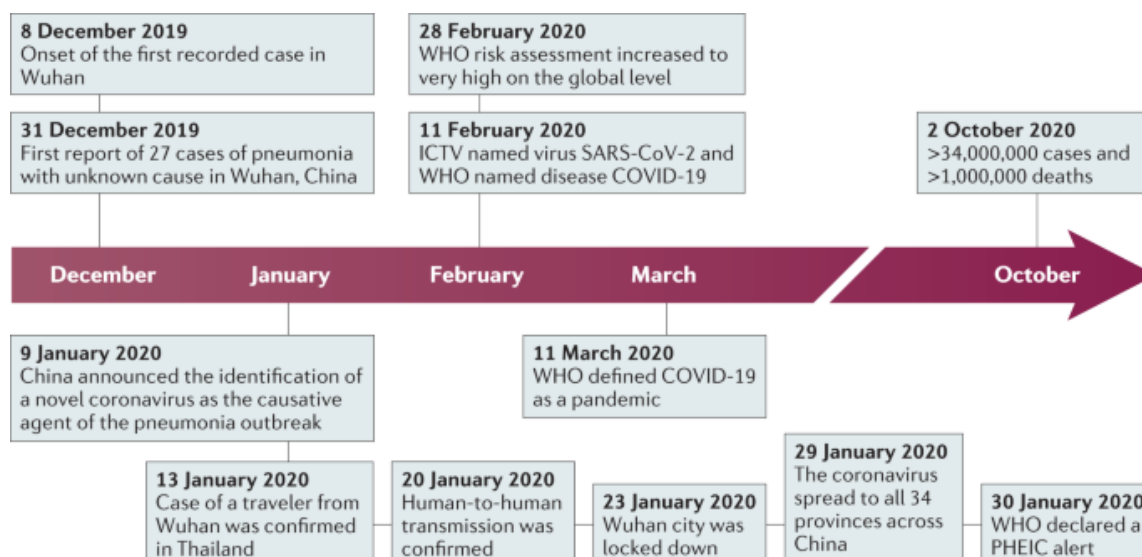 8 December 2019
Onset of the first recorded case in
Wuhan
31 December 2019
First report of 27 cases of pneumonia
with unknown cause in Wuhan, China
28 February 2020
WHO risk assessment increased to
very high on the global level
11 February 2020
ICTV named virus SARS-CoV-2 and
WHO named disease COVID-19
2 October 2020
>34,000,000 cases and
>1,000,000 deaths
December January February March October
9 January 2020
China announced the identification of
a novel coronavirus as the causative
agent of the pneumonia outbreak
11 March 2020
WHO defined COVID-19
as a pandemic
13 January 2020
Case of a traveler from
Wuhan was confirmed
in Thailand
20 January 2020
Human-to-human
transmission was
confirmed
23 January 2020
Wuhan city was
locked down
29 January 2020
The coronavirus
spread to all 34
provinces across
China
30 January 2020
WHO declared a
PHEIC alert